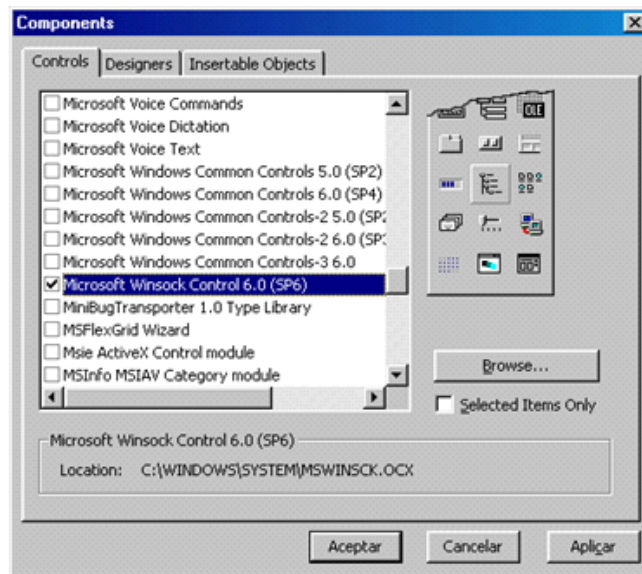 Components
Controls
Designers
Insertable Objects
Microsoft Voice Commands
Microsoft Voice Dictation
Microsoft Voice Text
Microsoft Windows Common Controls 5.0 (SP2)
Microsoft Windows Common Controls 6.0 (SP4)
Microsoft Windows Common Controls-2 5.0 (SP2
Microsoft Windows Common Controls-2 6.0 (SP3
Microsoft Windows Common Controls-3 6.0
Microsoft Winsock Control 6.0 (SP6)
MiniBugTransporter 1.0 Type Library
MSFlexGrid Wizard
Msie ActiveX Control module
MSInfo MSIAV Category module
OLE
Browse...
Selected Items Only
Microsoft Winsock Control 6.0 (SP6)
Location: C:\WINDOWS\SYSTEM\MSWINSCK.OCX
Aceptar
Cancelar
Aplicar